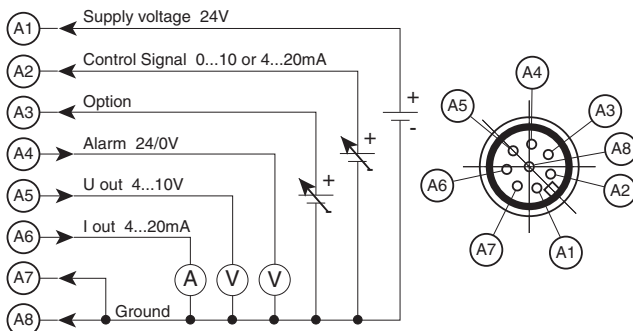 A1 Supply voltage 24V
A2 Control Signal 0...10 or 4...20mA
A3 Option
A4 Alarm 24/0V
A5 U out 4...10V
A6 I out 4...20mA
A7
A8 Ground
+
-
+
+
A V V
A4
A5
A3
A8
A6
A2
A7
A1